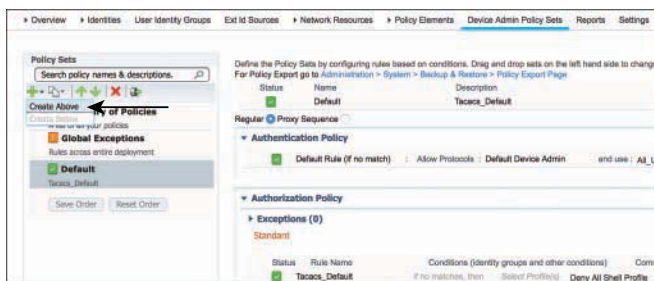 Overview Identities User Identity Groups Ext Id Sources Network Resources Policy Elements Device Admin Policy Sets Reports Settings
Policy Sets
Search policy names & descriptions.
Create Above
Create Below
ry of Policies
policies
Global Exceptions
Rules across entire deployment
Default
Tacacs_Default
Save Order Reset Order
Define the Policy Sets by configuring rules based on conditions. Drag and drop sets on the left hand side to change
For Policy Export go to Administration > System > Backup & Restore > Policy Export Page
Status Name Description
Default Tacacs_Default
Regular Proxy Sequence
Authentication Policy
Default Rule (If no match) : Allow Protocols : Default Device Admin and use : All_U
Authorization Policy
Exceptions (0)
Standard
Status Rule Name Conditions (identity groups and other conditions) Com
Tacacs_Default if no matches, then Select Profile(s) Deny All Shell Profile